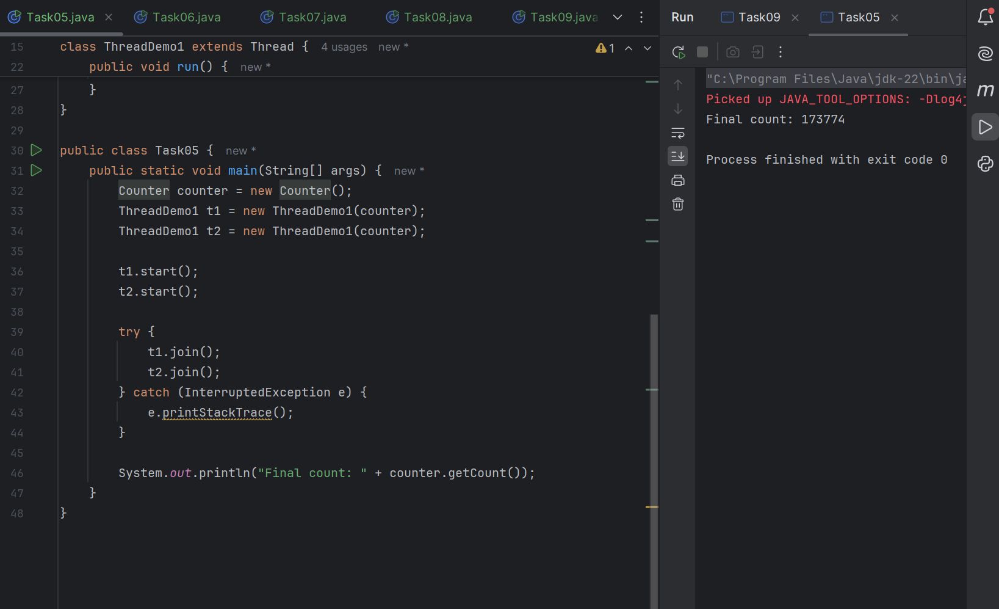 Task05.java
Task06.java
Task07.java
Task08.java
Task09.java
Run
Task09
Task05
15 class ThreadDemo1 extends Thread { 4 usages new *
1
22 public void run() { new *
27 }
28 }
29
30 public class Task05 { new *
31 public static void main(String[] args) { new *
32 Counter counter = new Counter();
33 ThreadDemo1 t1 = new ThreadDemo1(counter);
34 ThreadDemo1 t2 = new ThreadDemo1(counter);
35
36 t1.start();
37 t2.start();
38
39 try {
40 t1.join();
41 t2.join();
42 } catch (InterruptedException e) {
43 e.printStackTrace();
44 }
45
46 System.out.println("Final count: " + counter.getCount());
47 }
48 }
"C:\Program Files\Java\jdk-22\bin\ja
Picked up JAVA_TOOL_OPTIONS: -Dlog4j
Final count: 173774
Process finished with exit code 0
m